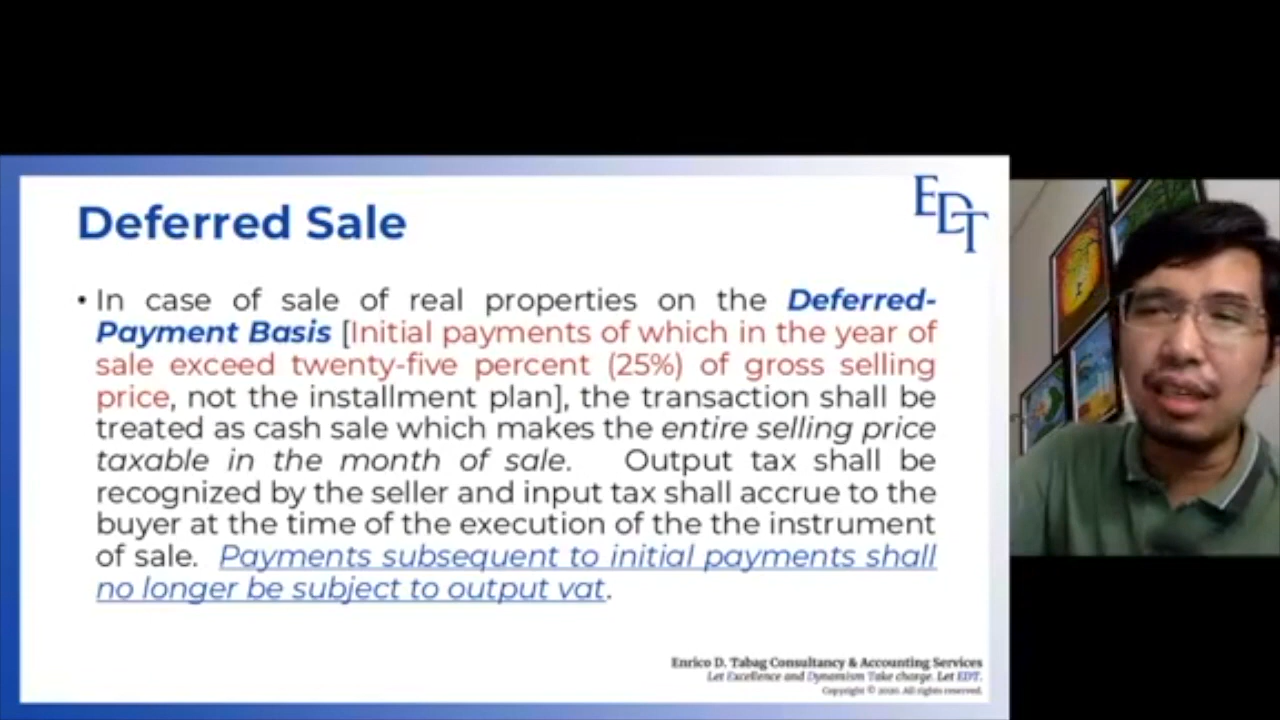 EDT
Deferred Sale
• In case of sale of real properties on the Deferred-
Payment Basis [Initial payments of which in the year of
sale exceed twenty-five percent (25%) of gross selling
price, not the installment plan], the transaction shall be
treated as cash sale which makes the entire selling price
taxable in the month of sale. Output tax shall be
recognized by the seller and input tax shall accrue to the
buyer at the time of the execution of the the instrument
of sale. Payments subsequent to initial payments shall
no longer be subject to output vat.
Enrico D. Tabag Consultancy & Accounting Services
Let Excellence and Dynamism Take charge. Let EDT.
Copyright © 2020. All rights reserved.